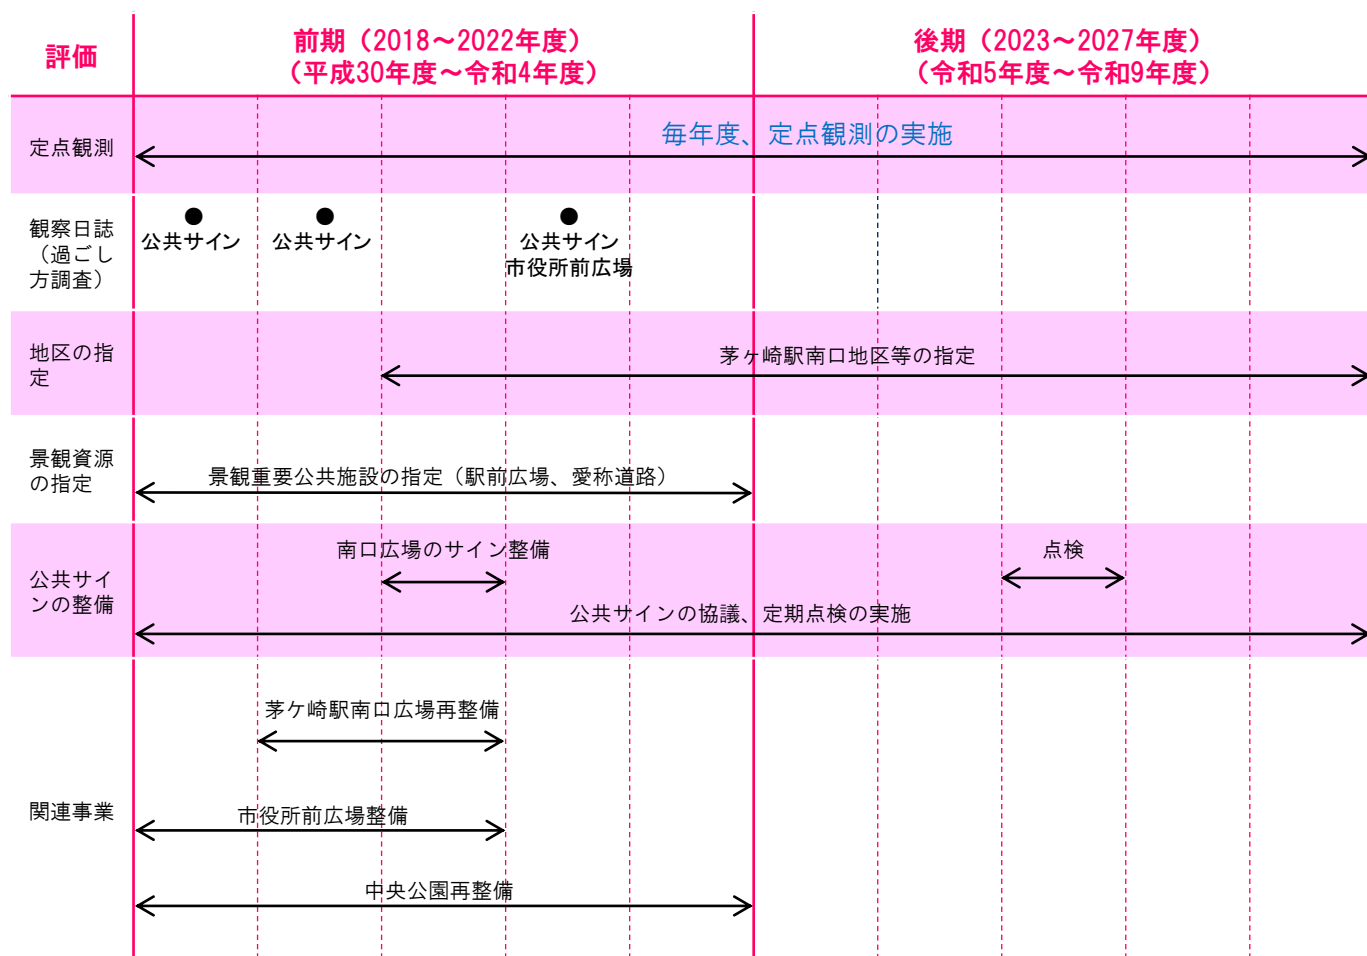 評価
前期（2018～2022年度）
（平成30年度～令和4年度）
後期（2023～2027年度）
（令和5年度～令和9年度）
定点観測
毎年度、定点観測の実施
観察日誌
（過ごし
方調査）
公共サイン
公共サイン
公共サイン
市役所前広場
地区の指
定
茅ヶ崎駅南口地区等の指定
景観資源
の指定
景観重要公共施設の指定（駅前広場、愛称道路）
公共サイ
ンの整備
南口広場のサイン整備
点検
公共サインの協議、定期点検の実施
関連事業
茅ケ崎駅南口広場再整備
市役所前広場整備
中央公園再整備